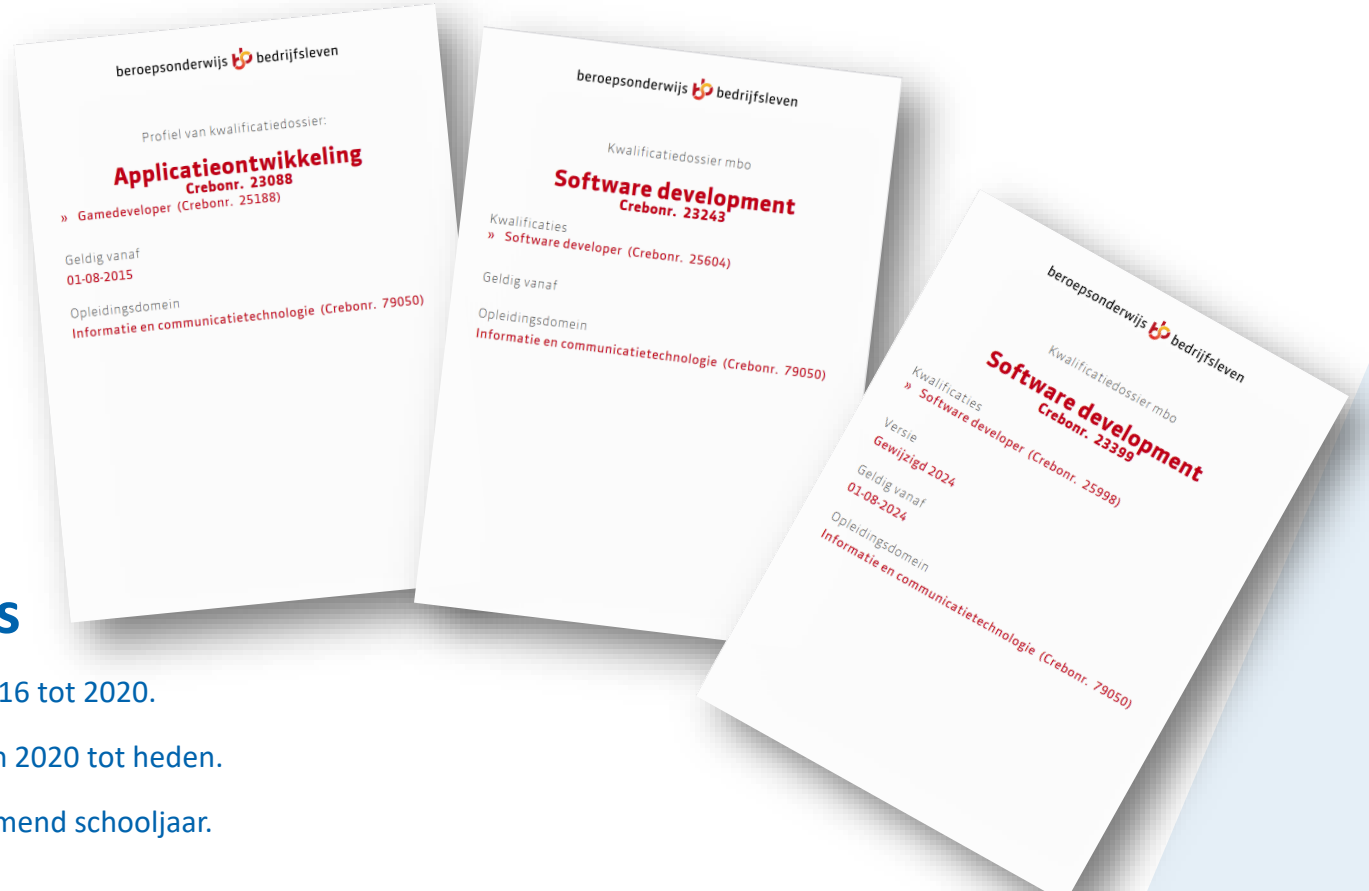 beroepsonderwijs bedrijfsleven
Profiel van kwalificatiedossier:
Applicatieontwikkeling
Crebonr. 23088
» Gamedeveloper (Crebonr. 25188)
Geldig vanaf
01-08-2015
Opleidingsdomein
Informatie en communicatietechnologie (Crebonr. 79050)
beroepsonderwijs bedrijfsleven
Kwalificatiedossier mbo
Software development
Crebonr. 23243
Kwalificaties
» Software developer (Crebonr. 25604)
Geldig vanaf
Opleidingsdomein
Informatie en communicatietechnologie (Crebonr. 79050)
beroepsonderwijs bedrijfsleven
Kwalificatiedossier mbo
Software development
Crebonr. 23399
Kwalificaties
» Software developer (Crebonr. 25998)
Versie
Gewijzigd 2024
Geldig vanaf
01-08-2024
Opleidingsdomein
Informatie en communicatietechnologie (Crebonr. 79050)
s
16 tot 2020.
n 2020 tot heden.
mend schooljaar.